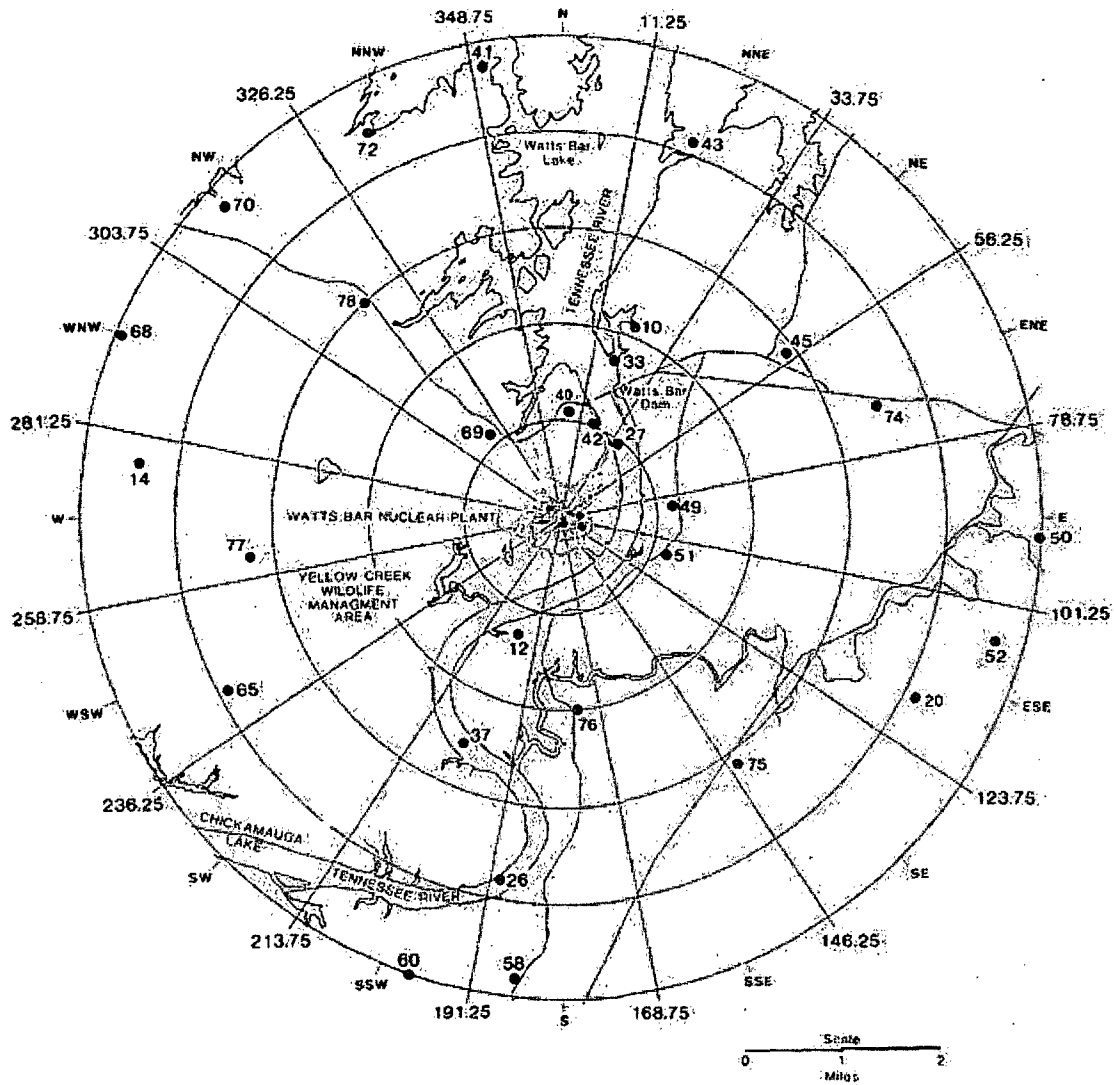 348.75
N
11.25
NNW
41
NNE
326.25
33.75
72
Watts Bar
Lake
43
NW
NE
70
TENNESSEE RIVER
303.75
56.25
78
WNW
68
10
ENE
45
33
40
Watts Bar
Dam
74
281.25
78.75
69
42
27
14
49
W
WATTS BAR NUCLEAR PLANT
E
50
77
51
YELLOW CREEK
WILDLIFE
MANAGMENT
AREA
258.75
101.25
12
52
65
20
WSW
ESE
76
37
75
236.25
123.75
CHICKAMAUGA
LAKE
SW
TENNESSEE RIVER
26
SE
213.75
146.25
60
58
SSW
SSE
191.25
S
168.75
Scale
0 1 2
Miles